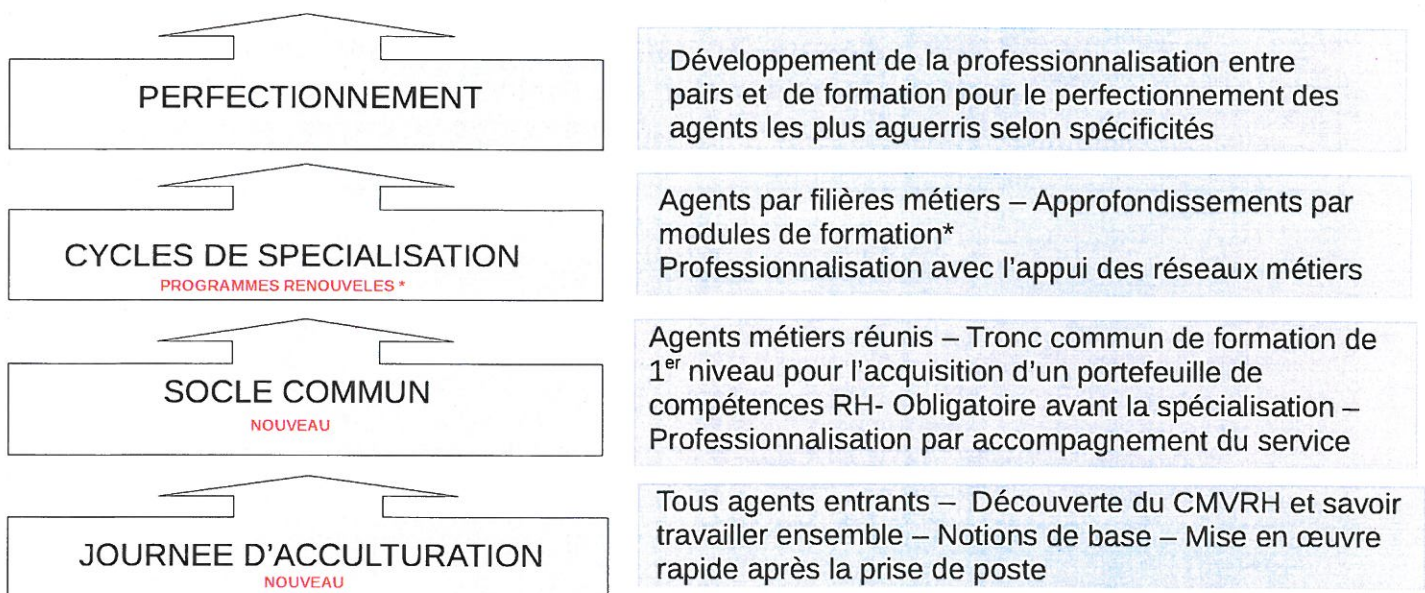 PERFECTIONNEMENT
Développement de la professionnalisation entre
pairs et de formation pour le perfectionnement des
agents les plus aguerris selon spécificités
CYCLES DE SPECIALISATION
PROGRAMMES RENOUVELES *
Agents par filières métiers – Approfondissements par
modules de formation*
Professionnalisation avec l'appui des réseaux métiers
SOCLE COMMUN
NOUVEAU
Agents métiers réunis – Tronc commun de formation de
1er niveau pour l'acquisition d'un portefeuille de
compétences RH- Obligatoire avant la spécialisation –
Professionnalisation par accompagnement du service
JOURNEE D'ACCULTURATION
NOUVEAU
Tous agents entrants – Découverte du CMVRH et savoir
travailler ensemble – Notions de base – Mise en œuvre
rapide après la prise de poste